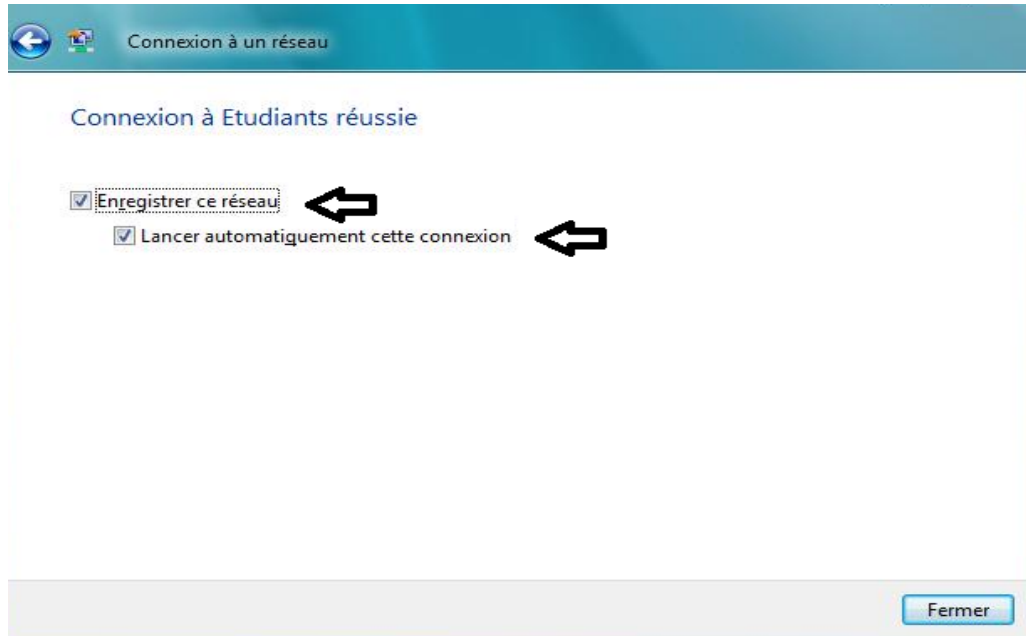 Connexion à un réseau
Connexion à Etudiants réussie
Enregistrer ce réseau
Lancer automatiquement cette connexion
Fermer